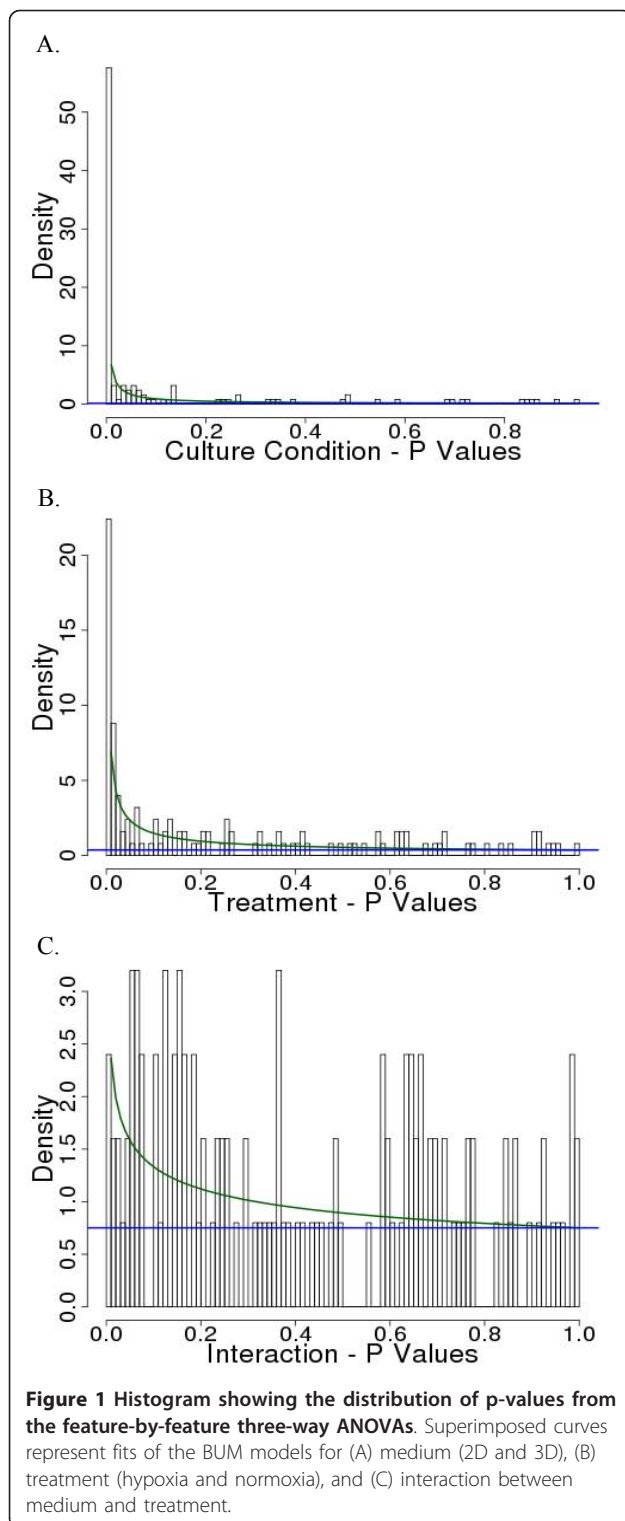 A.
Density
0 10 20 30 40 50
0.0 0.2 0.4 0.6 0.8
Culture Condition - P Values
B.
Density
0 5 10 15 20
0.0 0.2 0.4 0.6 0.8 1.0
Treatment - P Values
C.
Density
0.0 0.5 1.0 1.5 2.0 2.5 3.0
0.0 0.2 0.4 0.6 0.8 1.0
Interaction - P Values
Figure 1 Histogram showing the distribution of p-values from
the feature-by-feature three-way ANOVAs. Superimposed curves
represent fits of the BUM models for (A) medium (2D and 3D), (B)
treatment (hypoxia and normoxia), and (C) interaction between
medium and treatment.